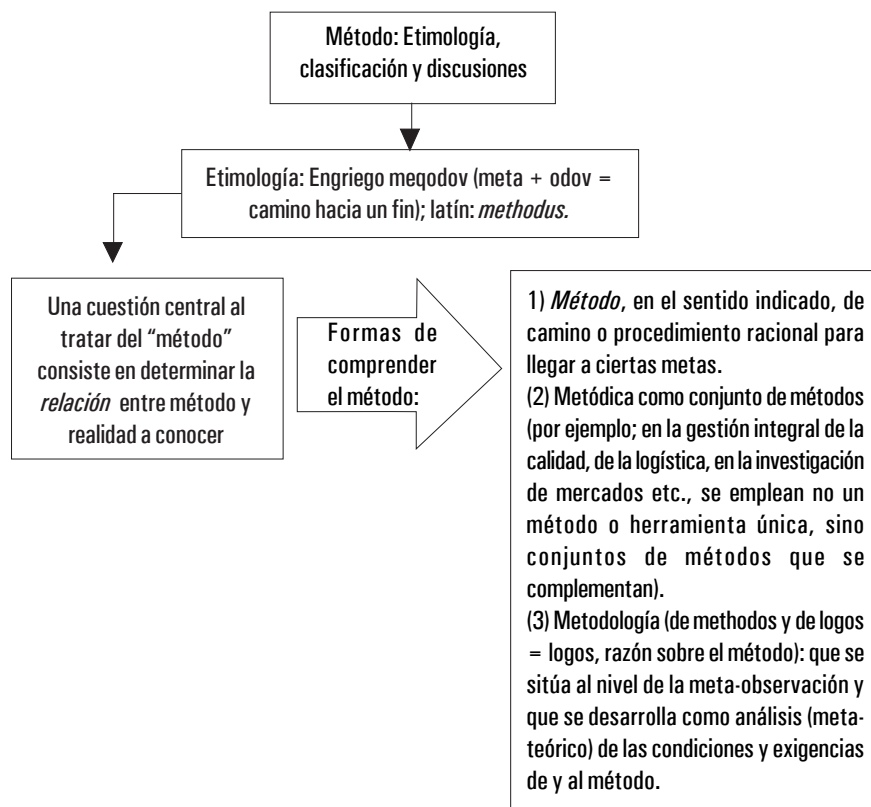 Método: Etimología,
clasificación y discusiones
Etimología: Engriego meqodov (meta + odov =
camino hacia un fin); latín: methodus.
Una cuestión central al
tratar del “método”
consiste en determinar la
relación entre método y
realidad a conocer
Formas de
comprender
el método:
1) Método, en el sentido indicado, de
camino o procedimiento racional para
llegar a ciertas metas.
(2) Metódica como conjunto de métodos
(por ejemplo; en la gestión integral de la
calidad, de la logística, en la investigación
de mercados etc., se emplean no un
método o herramienta única, sino
conjuntos de métodos que se
complementan).
(3) Metodología (de methodos y de logos
= logos, razón sobre el método): que se
sitúa al nivel de la meta-observación y
que se desarrolla como análisis (meta-
teórico) de las condiciones y exigencias
de y al método.